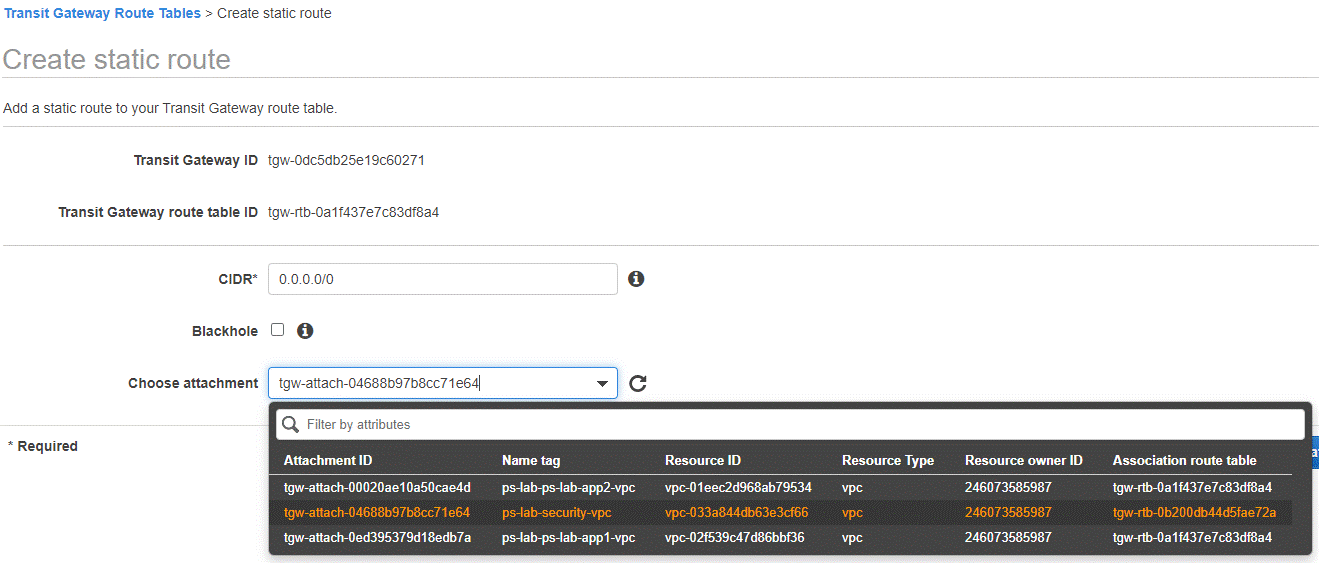 Transit Gateway Route Tables > Create static route
Create static route
Add a static route to your Transit Gateway route table.
Transit Gateway ID tgw-0dc5db25e19c60271
Transit Gateway route table ID tgw-rtb-0a1f437e7c83df8a4
CIDR* 0.0.0.0/0
Blackhole
Choose attachment tgw-attach-04688b97b8cc71e64
Filter by attributes
* Required
Attachment ID Name tag Resource ID Resource Type Resource owner ID Association route table
tgw-attach-00020ae10a50cae4d ps-lab-ps-lab-app2-vpc vpc-01eec2d968ab79534 vpc 246073585987 tgw-rtb-0a1f437e7c83df8a4
tgw-attach-04688b97b8cc71e64 ps-lab-security-vpc vpc-033a844db63e3cf66 vpc 246073585987 tgw-rtb-0b200db44d5fae72a
tgw-attach-0ed395379d18edb7a ps-lab-ps-lab-app1-vpc vpc-02f539c47d86bbf36 vpc 246073585987 tgw-rtb-0a1f437e7c83df8a4